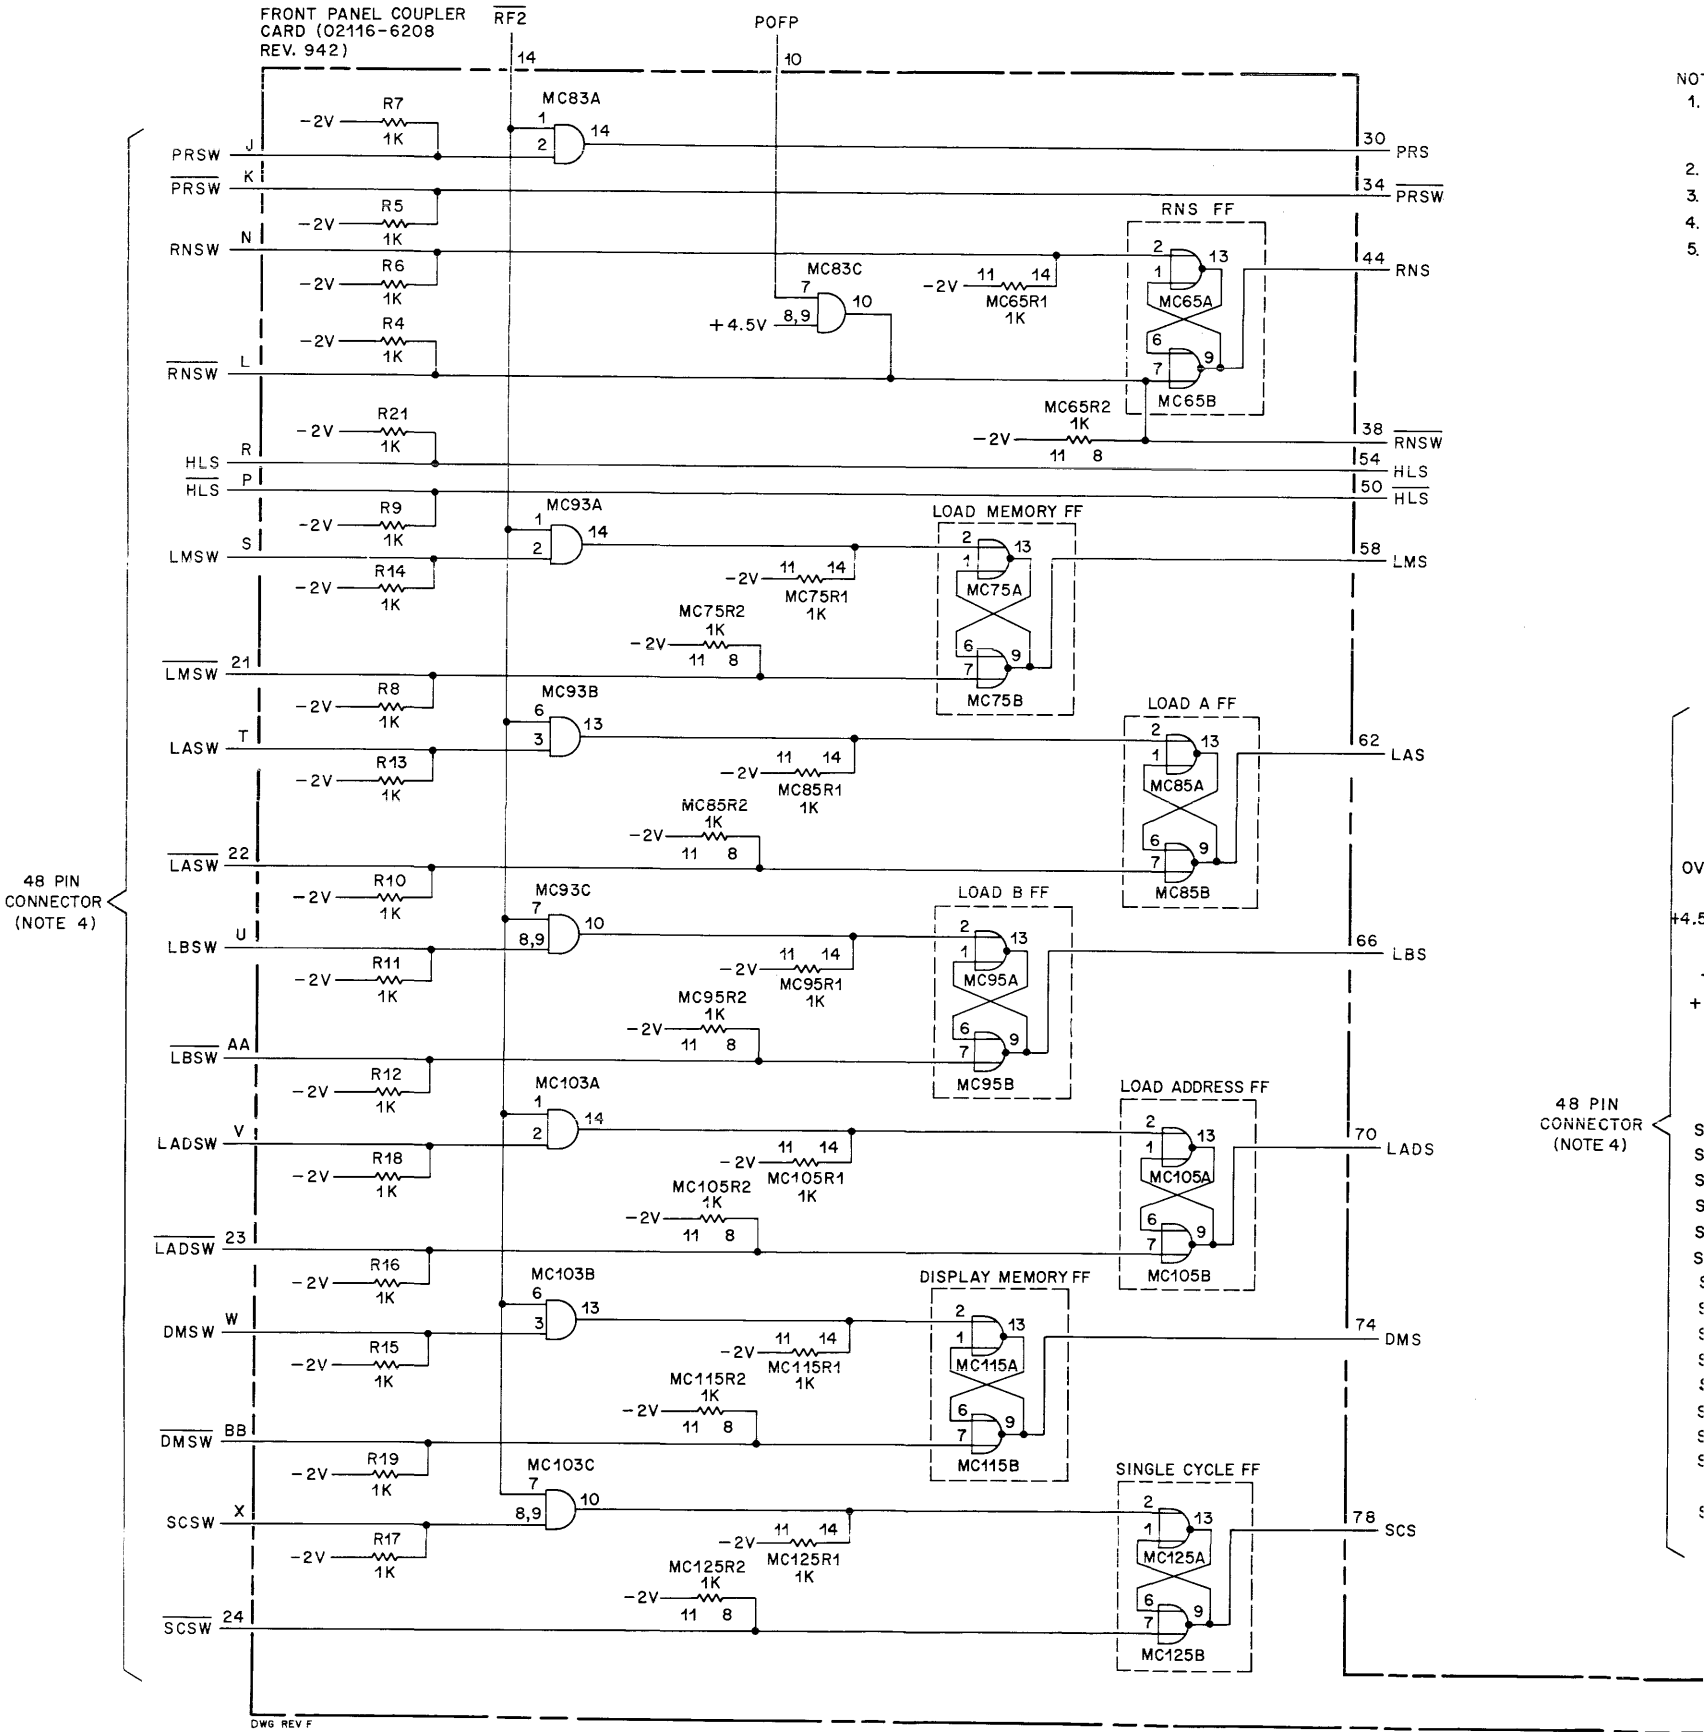 FRONT PANEL COUPLER
CARD (02116-6208
REV. 942)
RF2
POFP
14
10
NOT
1.
2.
3.
4.
5.
R7
-2V
1K
MC83A
1
2
14
PRSW J
30 PRS
PRSW K
34 PRSW
R5
-2V
1K
RNS FF
RNSW N
2
1
13
44 RNS
MC65A
R6
-2V
1K
MC83C
7
8,9
10
+4.5V
-2V
11 14
MC65R1
1K
R4
-2V
1K
RNSW L
6
7
9
MC65B
MC65R2
1K
-2V
11 8
38 RNSW
R21
-2V
1K
HLS R
54 HLS
HLS P
50 HLS
R9
-2V
1K
MC93A
1
2
14
LOAD MEMORY FF
2
1
13
MC75A
LMSW S
58 LMS
R14
-2V
1K
-2V
11 14
MC75R1
1K
MC75R2
1K
-2V
11 8
6
7
9
MC75B
LMSW 21
R8
-2V
1K
MC93B
6
3
13
LOAD A FF
2
1
13
MC85A
LASW T
62 LAS
R13
-2V
1K
-2V
11 14
MC85R1
1K
MC85R2
1K
-2V
11 8
6
7
9
MC85B
LASW 22
R10
-2V
1K
48 PIN
CONNECTOR
(NOTE 4)
OV
+4.5
+
MC93C
7
8,9
10
LOAD B FF
2
1
13
MC95A
LBSW U
66 LBS
R11
-2V
1K
-2V
11 14
MC95R1
1K
MC95R2
1K
-2V
11 8
6
7
9
MC95B
LBSW AA
R12
-2V
1K
MC103A
1
2
14
LOAD ADDRESS FF
2
1
13
MC105A
LADSW V
70 LADS
R18
-2V
1K
-2V
11 14
MC105R1
1K
MC105R2
1K
-2V
11 8
6
7
9
MC105B
LADSW 23
R16
-2V
1K
48 PIN
CONNECTOR
(NOTE 4)
S
S
S
S
S
S
MC103B
6
3
13
DISPLAY MEMORY FF
2
1
13
MC115A
DMSW W
74 DMS
R15
-2V
1K
-2V
11 14
MC115R1
1K
MC115R2
1K
-2V
11 8
6
7
9
MC115B
DMSW BB
R19
-2V
1K
MC103C
7
8,9
10
SINGLE CYCLE FF
2
1
13
MC125A
SCSW X
78 SCS
R17
-2V
1K
-2V
11 14
MC125R1
1K
MC125R2
1K
-2V
11 8
6
7
9
MC125B
SCSW 24
DWG REV F